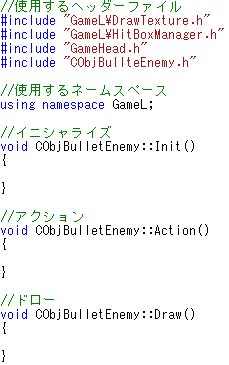 //使用するヘッダーファイル
#include "GameL¥DrawTexture.h"
#include "GameL¥HitBoxManager.h"
#include "GameHead.h"
#include "CObjBullteEnemy.h"
//使用するネームスペース
using namespace GameL;
//イニシャライズ
void CObjBulletEnemy::Init()
{
}
//アクション
void CObjBulletEnemy::Action()
{
}
//ドロー
void CObjBulletEnemy::Draw()
{
}